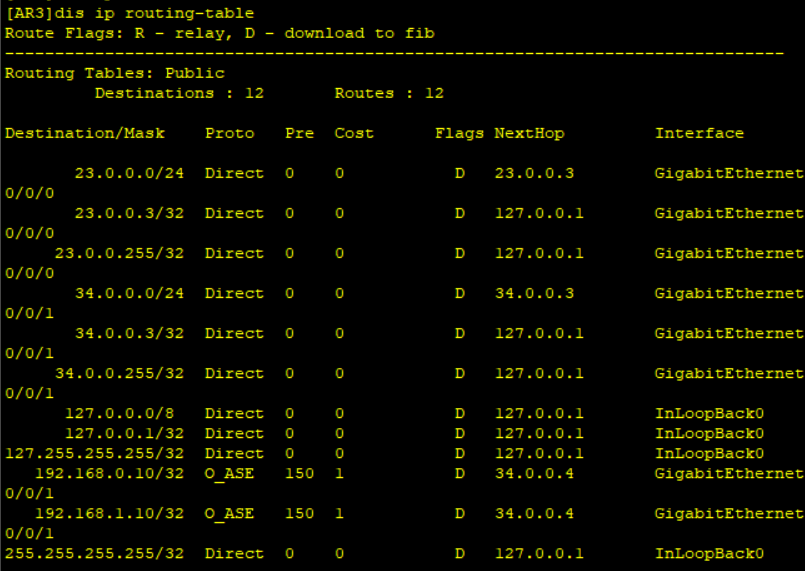 [AR3]dis ip routing-table
Route Flags: R - relay, D - download to fib
------------------------------------------------------------------------------
Routing Tables: Public
         Destinations : 12       Routes : 12

Destination/Mask    Proto   Pre  Cost         Flags NextHop         Interface

       23.0.0.0/24  Direct  0    0              D   23.0.0.3        GigabitEthernet
0/0/0
       23.0.0.3/32  Direct  0    0              D   127.0.0.1       GigabitEthernet
0/0/0
     23.0.0.255/32  Direct  0    0              D   127.0.0.1       GigabitEthernet
0/0/0
       34.0.0.0/24  Direct  0    0              D   34.0.0.3        GigabitEthernet
0/0/1
       34.0.0.3/32  Direct  0    0              D   127.0.0.1       GigabitEthernet
0/0/1
     34.0.0.255/32  Direct  0    0              D   127.0.0.1       GigabitEthernet
0/0/1
      127.0.0.0/8   Direct  0    0              D   127.0.0.1       InLoopBack0
      127.0.0.1/32  Direct  0    0              D   127.0.0.1       InLoopBack0
127.255.255.255/32  Direct  0    0              D   127.0.0.1       InLoopBack0
   192.168.0.10/32  O_ASE   150  1              D   34.0.0.4        GigabitEthernet
0/0/1
   192.168.1.10/32  O_ASE   150  1              D   34.0.0.4        GigabitEthernet
0/0/1
255.255.255.255/32  Direct  0    0              D   127.0.0.1       InLoopBack0